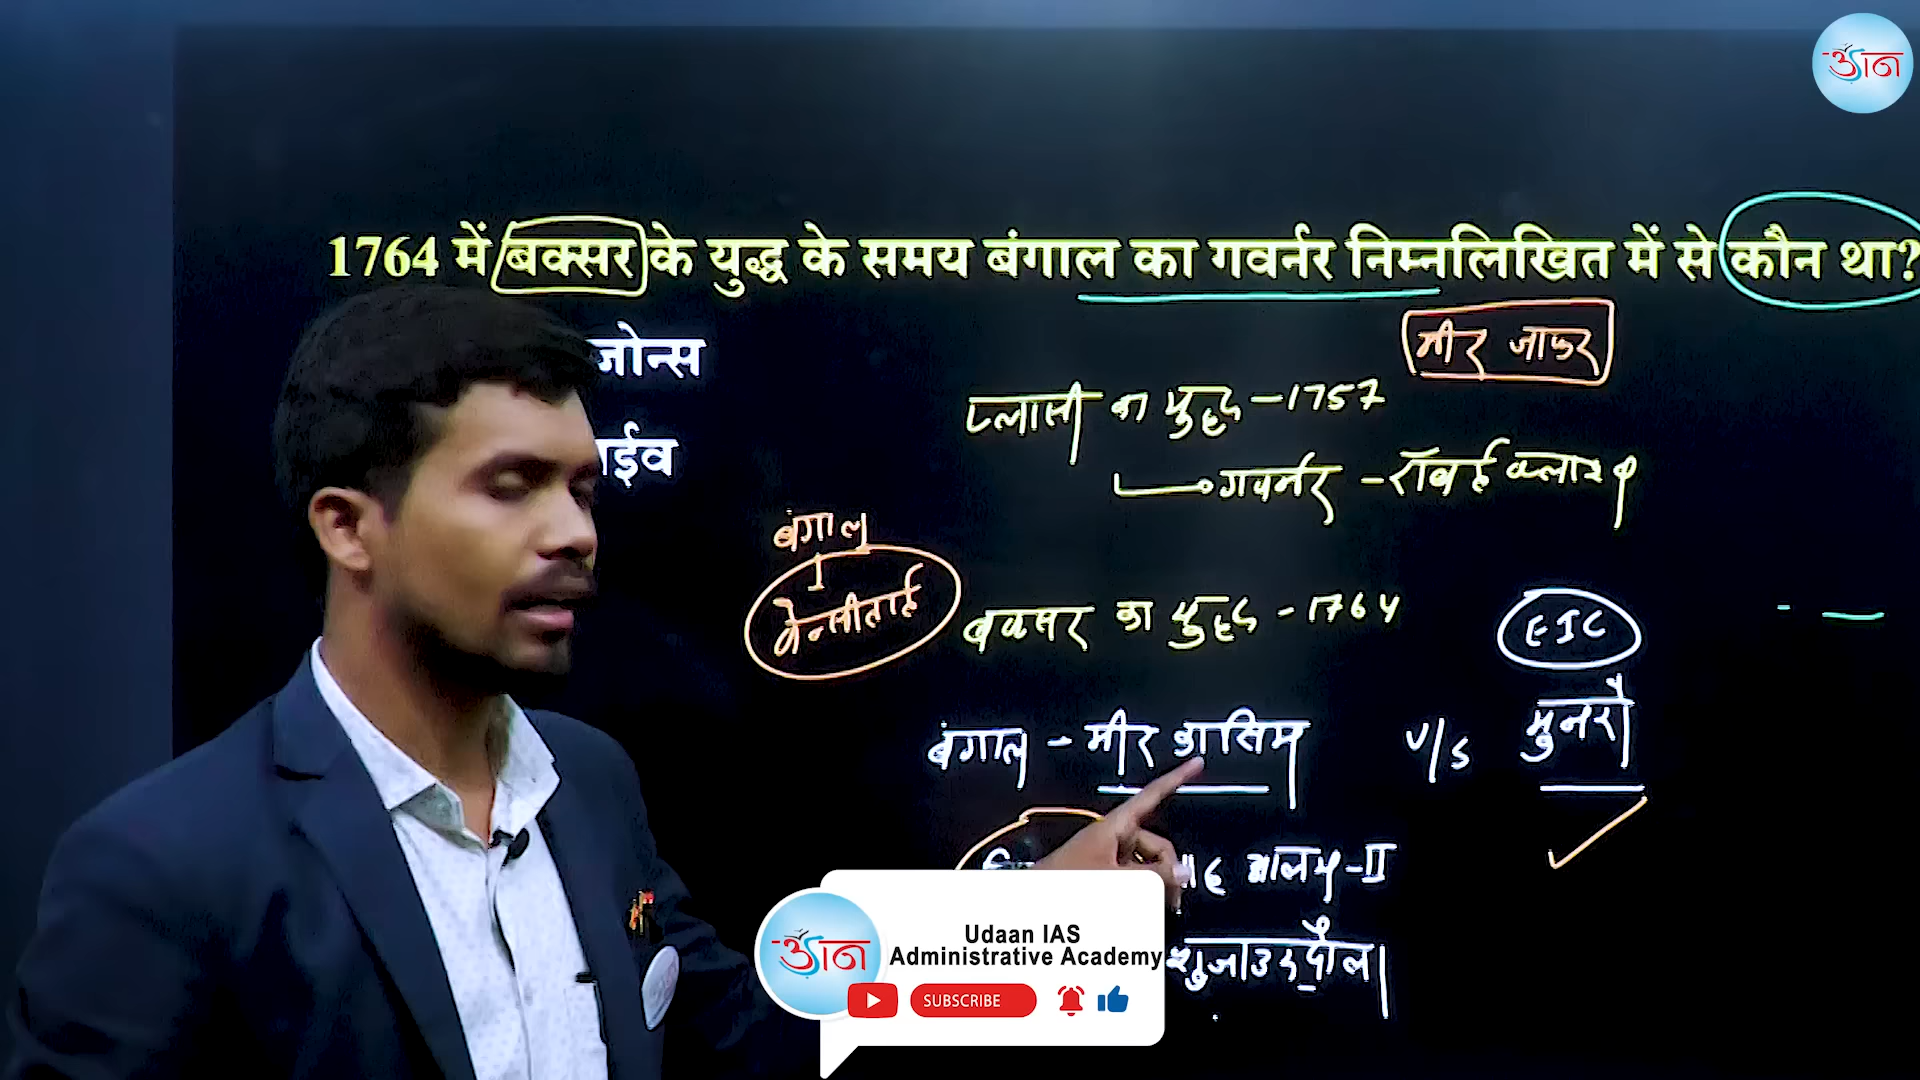 उड़ान
1764 में बक्सर के युद्ध के समय बंगाल का गवर्नर निम्नलिखित में से कौन था?
जोन्स
मीर जाफर
प्लासी का युद्ध - 1757
ईव
गवर्नर - रॉबर्ट क्लाइव
बंगाल
वेन्सीटार्ट
बक्सर का युद्ध - 1764
EIC
बंगाल - मीर कासिम v/s मुनरो
आलम-II
शुजाउद्दौला
उड़ान
Udaan IAS
Administrative Academy
SUBSCRIBE